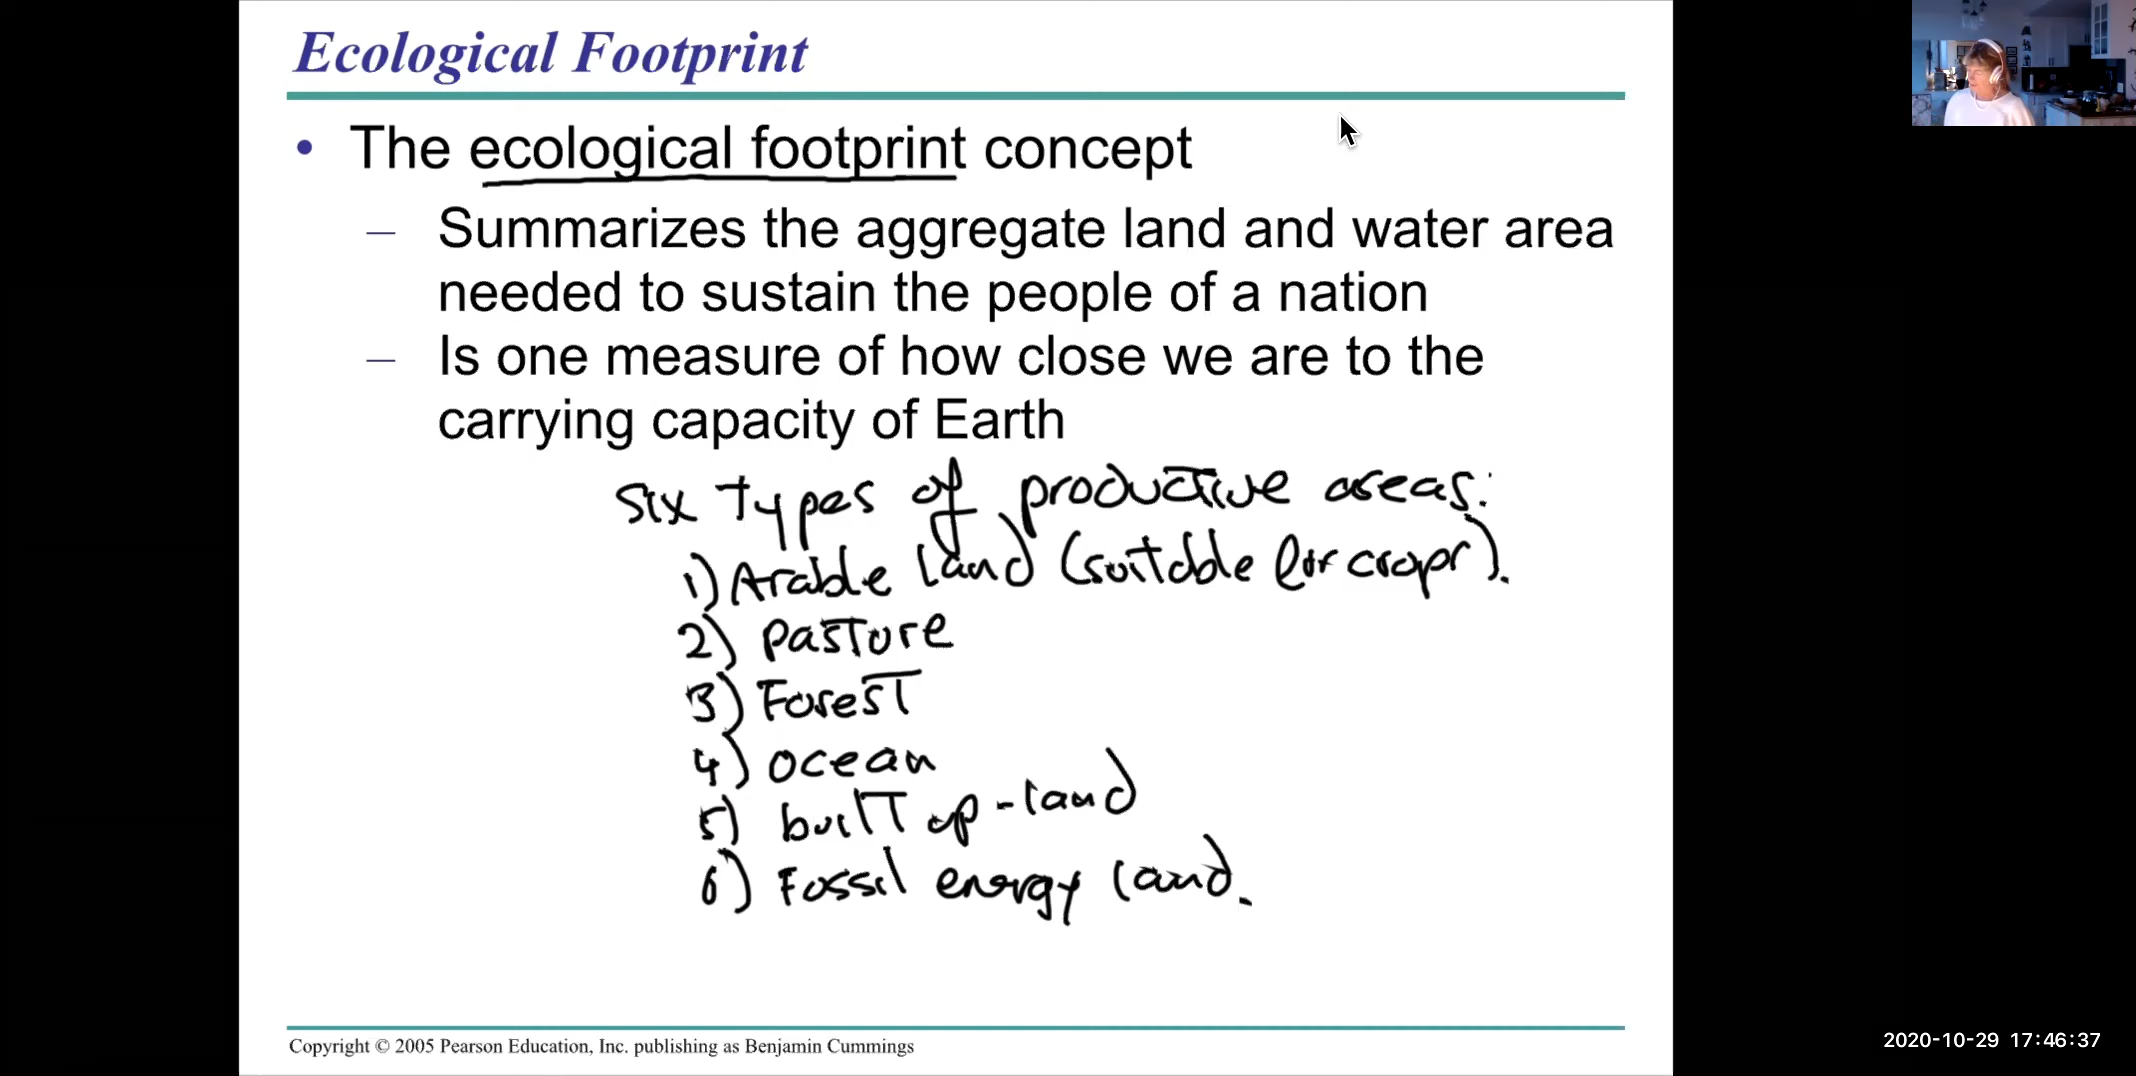 Ecological Footprint
• The ecological footprint concept
– Summarizes the aggregate land and water area
needed to sustain the people of a nation
– Is one measure of how close we are to the
carrying capacity of Earth
six types of productive areas:
1) Arable land (suitable for crops).
2) pasture
3) Forest
4) ocean
5) built up-land
6) Fossil energy land.
Copyright © 2005 Pearson Education, Inc. publishing as Benjamin Cummings
2020-10-29 17:46:37